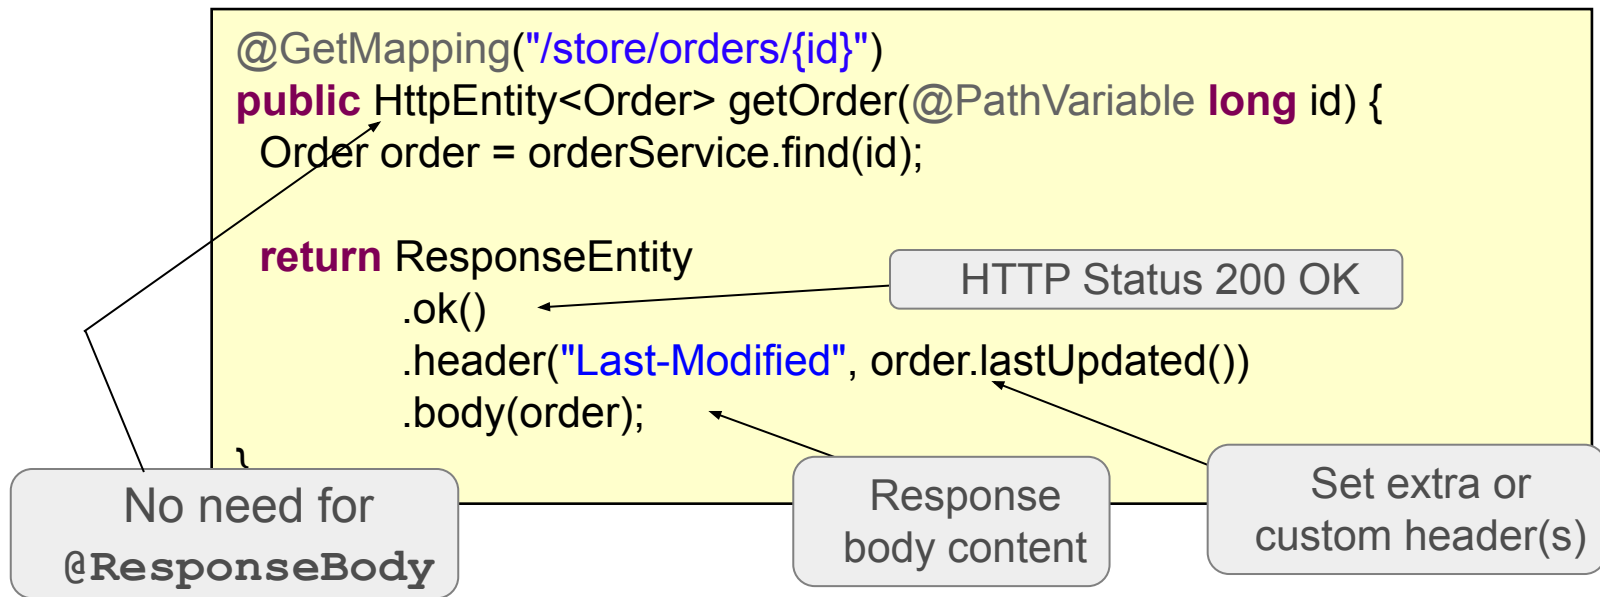 @GetMapping("/store/orders/{id}")
public HttpEntity<Order> getOrder(@PathVariable long id) {
Order order = orderService.find(id);
return ResponseEntity
.ok()
HTTP Status 200 OK
.header("Last-Modified", order.lastUpdated())
.body(order);
}
No need for
@ResponseBody
Response
body content
Set extra or
custom header(s)